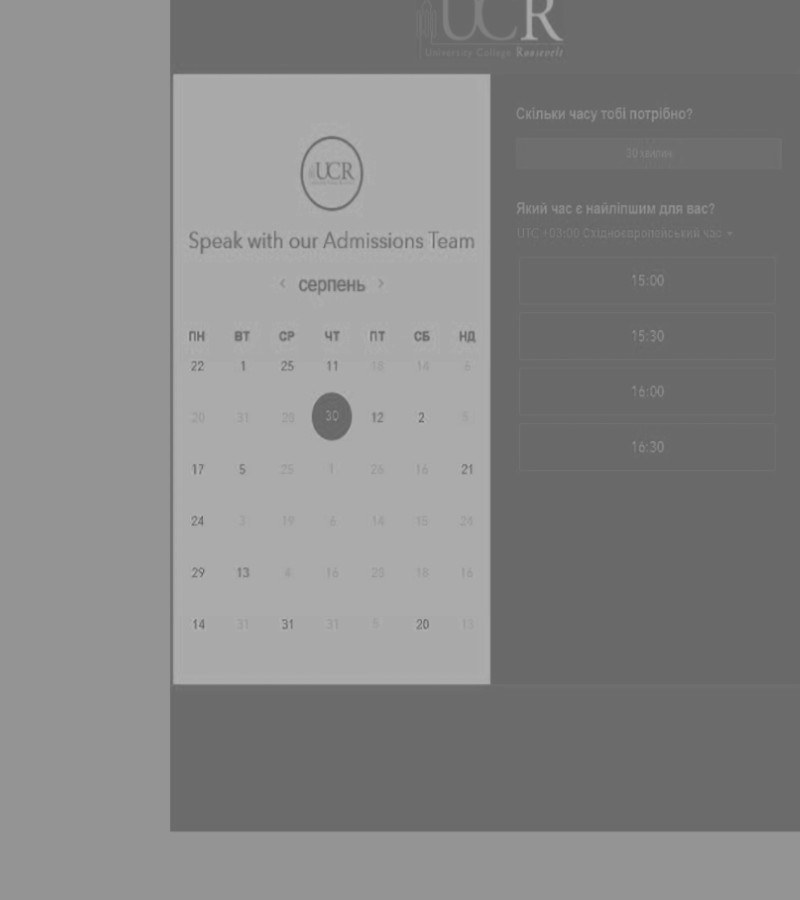 UCR
University College Roosevelt
UCR
Speak with our Admissions Team
‹ серпень ›
ПН ВТ СР ЧТ ПТ СБ НД
22 1 25 11 18 14 6
20 31 28 30 12 2 5
17 5 25 1 26 16 21
24 3 19 6 14 15 24
29 13 4 16 28 18 16
14 31 31 31 5 20 13
Скільки часу тобі потрібно?
30 хвилин
Який час є найліпшим для вас?
UTC +03:00 Східноєвропейський час
15:00
15:30
16:00
16:30